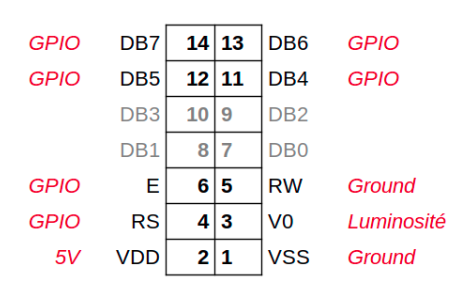 GPIO DB7 14 13 DB6 GPIO
GPIO DB5 12 11 DB4 GPIO
DB3 10 9 DB2
DB1 8 7 DB0
GPIO E 6 5 RW Ground
GPIO RS 4 3 V0 Luminosité
5V VDD 2 1 VSS Ground